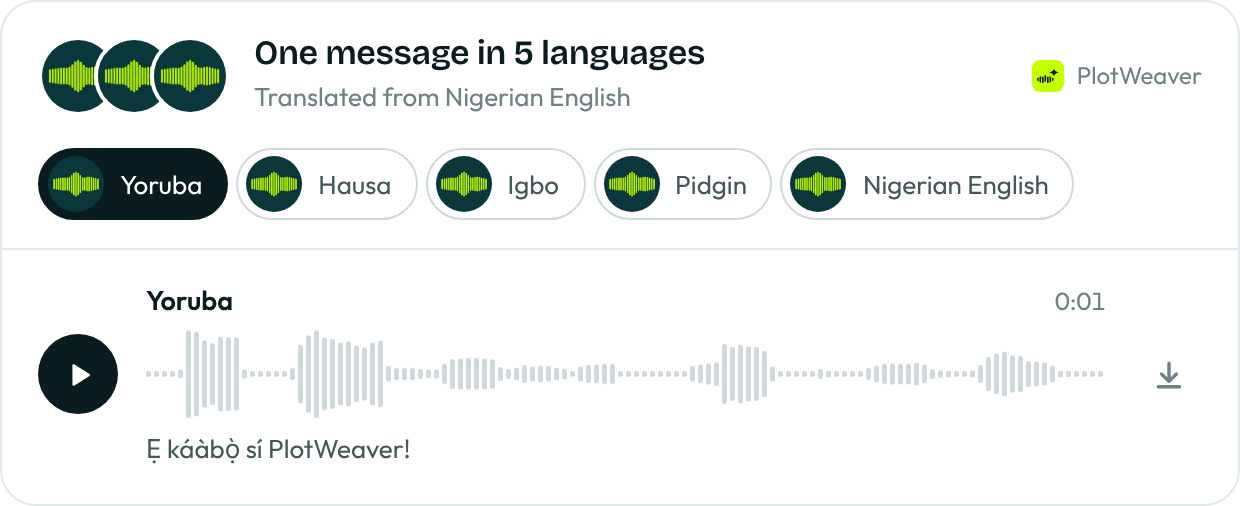 One message in 5 languages
Translated from Nigerian English
PlotWeaver
Yoruba
Hausa
Igbo
Pidgin
Nigerian English
Yoruba
0:01
Ẹ káàbọ̀ sí PlotWeaver!